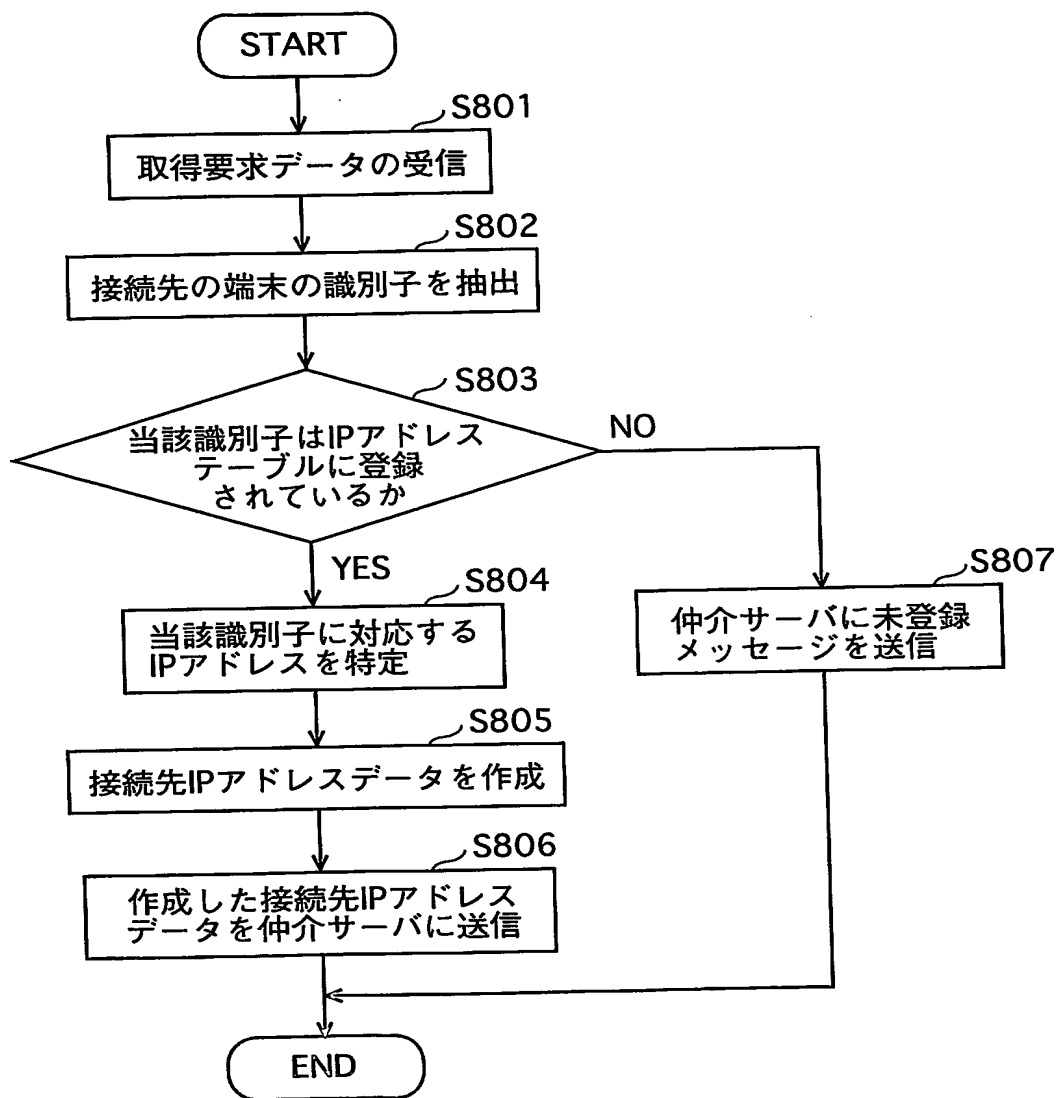 START
S801
取得要求データの受信
S802
接続先の端末の識別子を抽出
S803
当該識別子はIPアドレス
テーブルに登録
されているか
NO
YES
S804
当該識別子に対応する
IPアドレスを特定
S807
仲介サーバに未登録
メッセージを送信
S805
接続先IPアドレスデータを作成
S806
作成した接続先IPアドレス
データを仲介サーバに送信
END